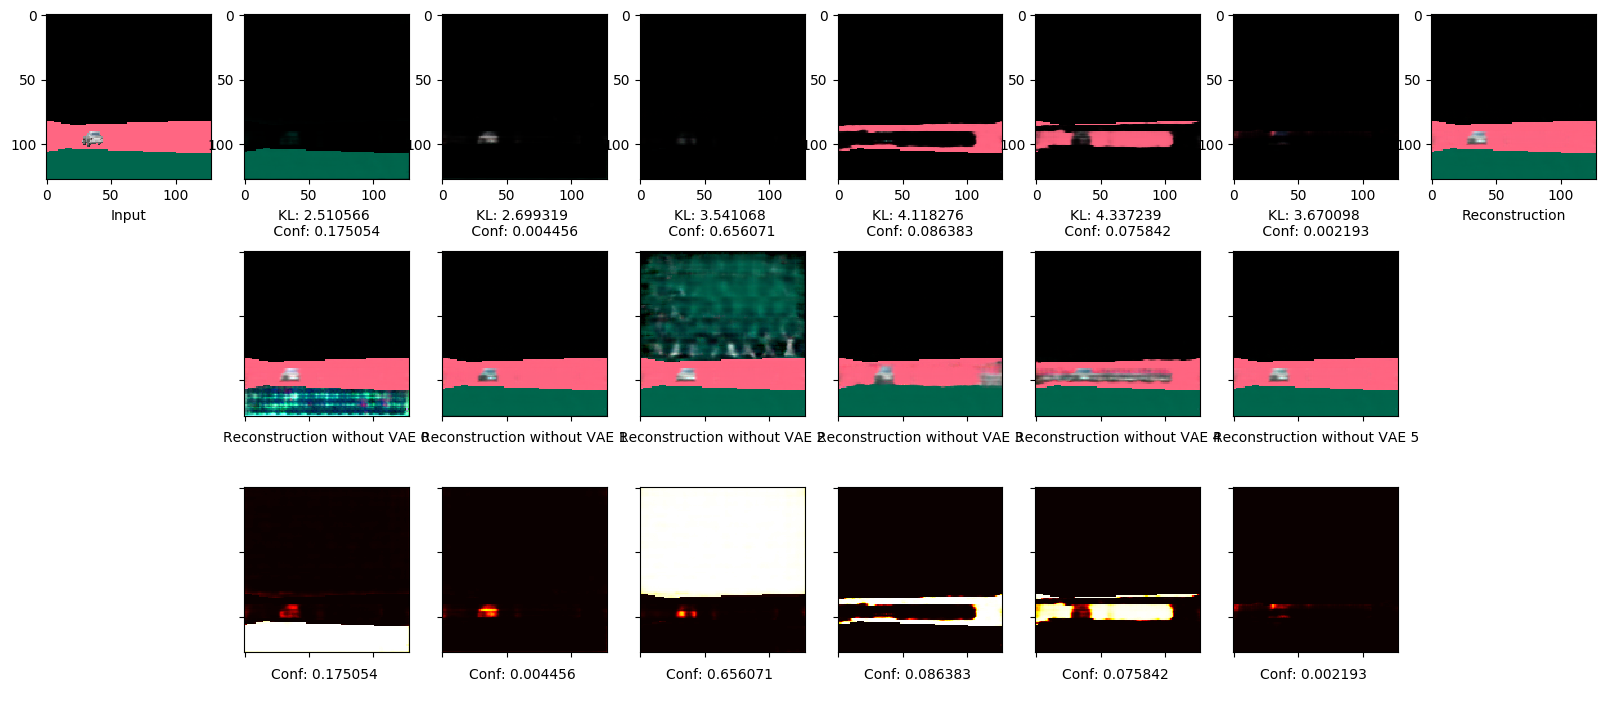 0
50
100
0 50 100
Input
KL: 2.510566
Conf: 0.175054
0
50
100
0 50 100
KL: 2.699319
Conf: 0.004456
0
50
100
0 50 100
KL: 3.541068
Conf: 0.656071
0
50
100
0 50 100
KL: 4.118276
Conf: 0.086383
0
50
100
0 50 100
KL: 4.337239
Conf: 0.075842
0
50
100
0 50 100
KL: 3.670098
Conf: 0.002193
0
50
100
0 50 100
Reconstruction
Reconstruction without VAE 0
Reconstruction without VAE 1
Reconstruction without VAE 2
Reconstruction without VAE 3
Reconstruction without VAE 4
Reconstruction without VAE 5
Conf: 0.175054
Conf: 0.004456
Conf: 0.656071
Conf: 0.086383
Conf: 0.075842
Conf: 0.002193